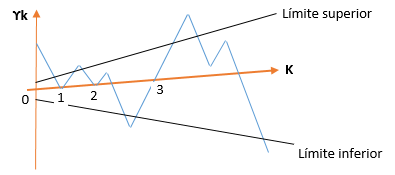 Yk
Límite superior
K
0 1 2 3
Límite inferior